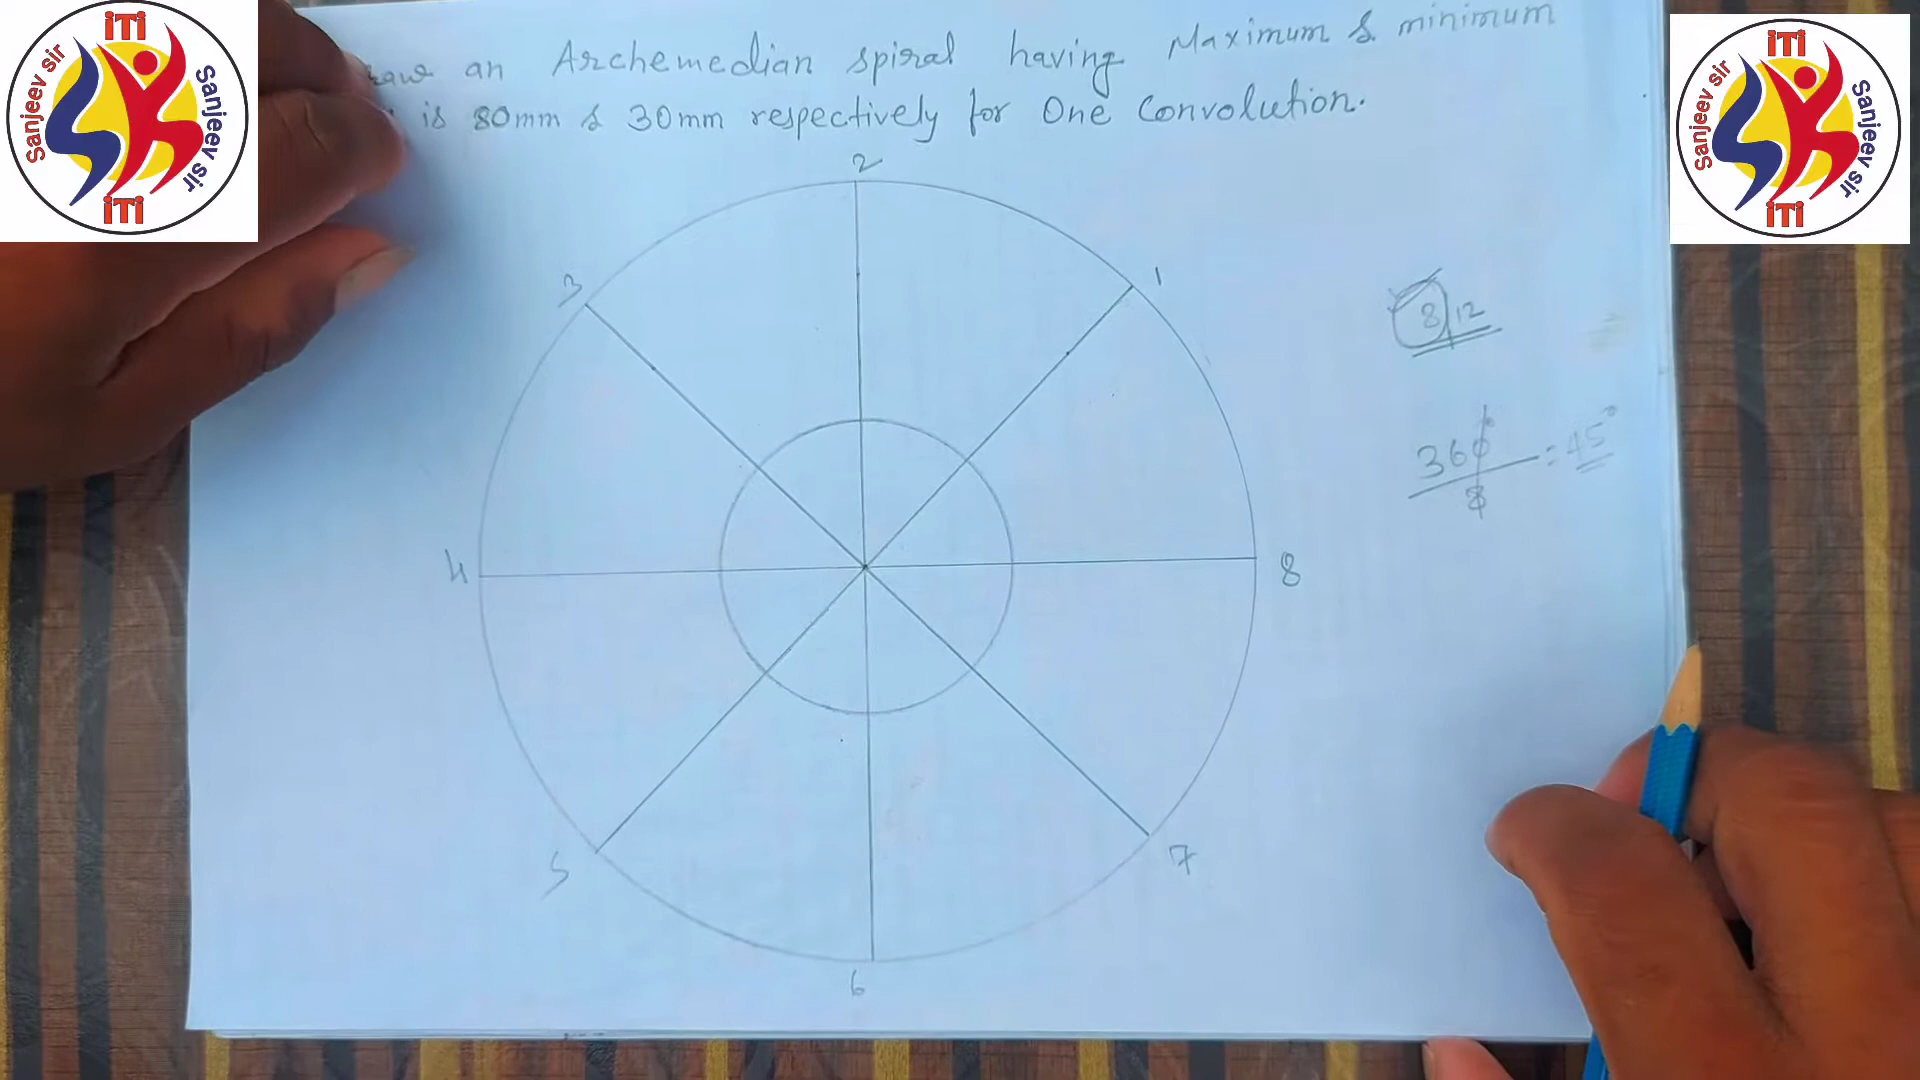 an Archemedian spiral having Maximum & minimum
is 80mm & 30mm respectively for One Convolution.
iTi
Sanjeev sir
Sanjeev sir
iTi
iTi
Sanjeev sir
Sanjeev sir
iTi
2
3
1
8 12
360°
= 45°
8
4
8
5
7
6